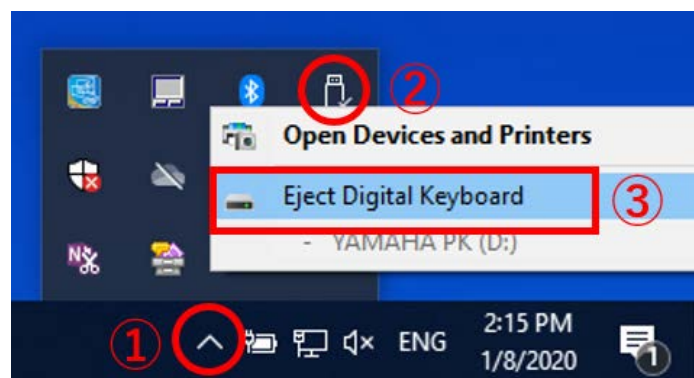 ②
Open Devices and Printers
Eject Digital Keyboard
③
- YAMAHA PK (D:)
N
①
ENG
2:15 PM
1/8/2020
1